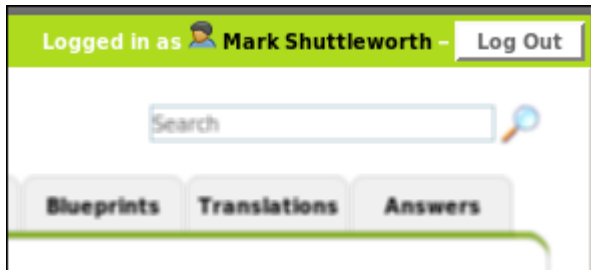 Logged in as Mark Shuttleworth – Log Out
Search
Blueprints Translations Answers